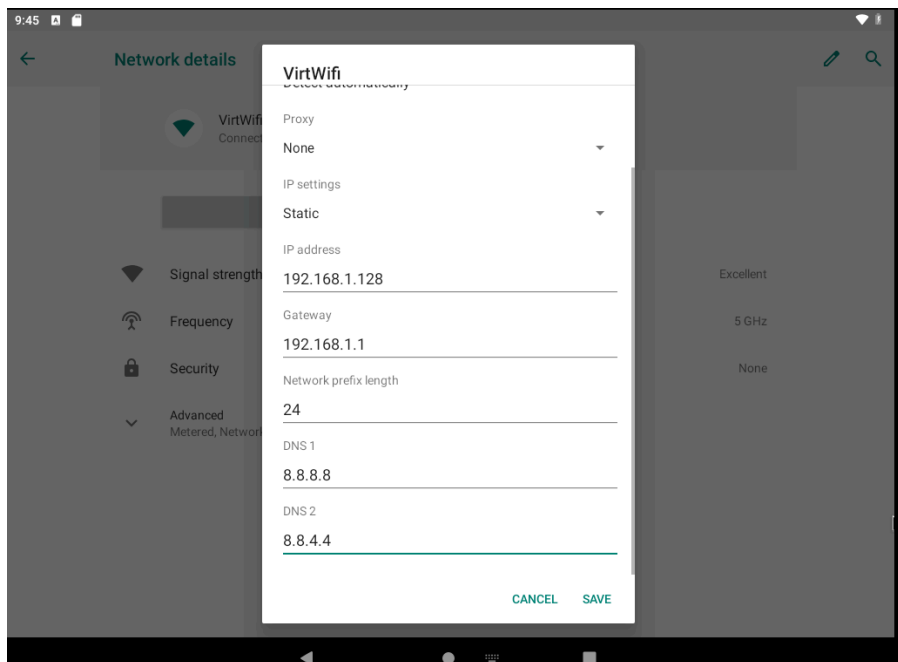 9:45
Network details
VirtWifi
Detect automatically
VirtWifi
Connect
Proxy
None
IP settings
Static
IP address
192.168.1.128
Signal strength
Excellent
Gateway
192.168.1.1
Frequency
5 GHz
Security
None
Network prefix length
24
Advanced
Metered, Network
DNS 1
8.8.8.8
DNS 2
8.8.4.4
CANCEL
SAVE